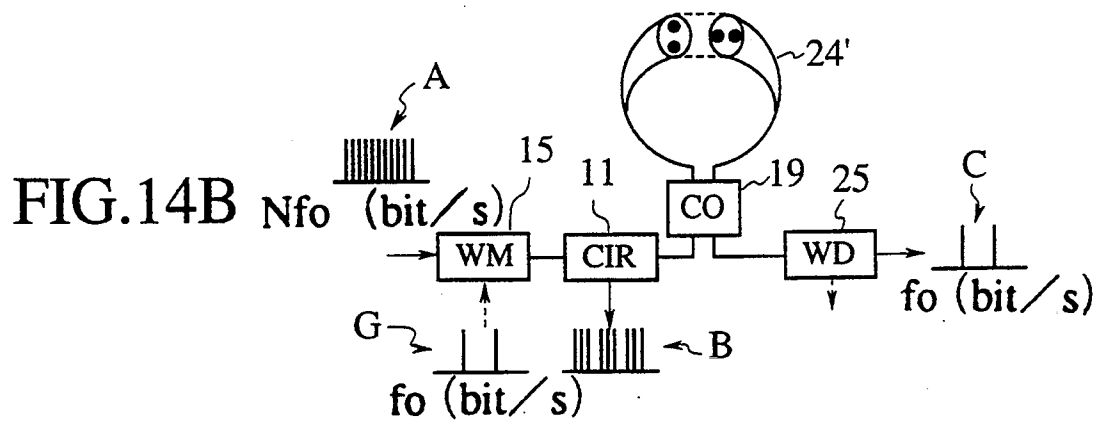 24'
A
FIG.14B
Nfo (bit/s)
15
11
19
CO
25
C
WM
CIR
WD
fo (bit/s)
G
B
fo (bit/s)